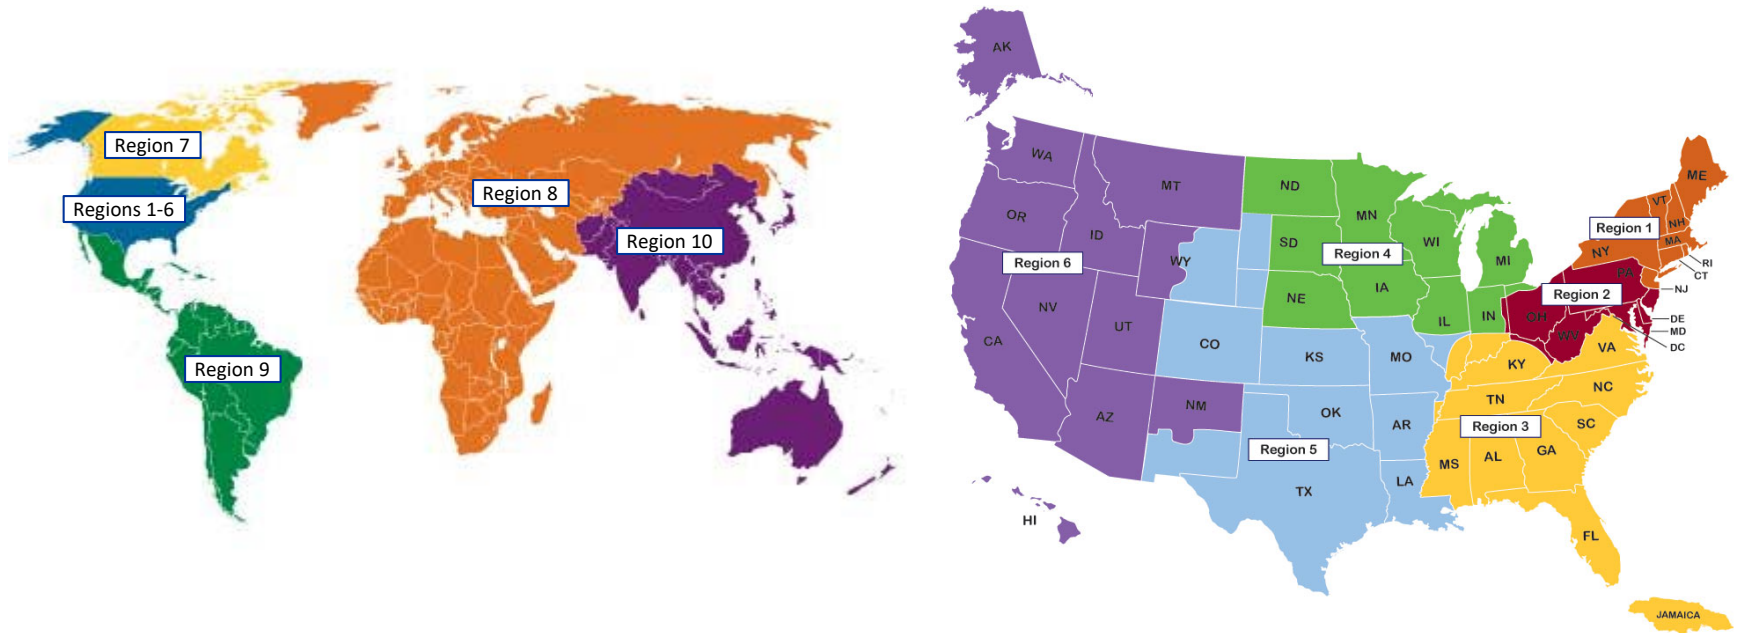 Region 7
Regions 1-6
Region 8
Region 10
Region 9
AK
WA
MT
ND
MN
ME
VT
NH
Region 1
NY
MA
RI
CT
OR
ID
WY
SD
WI
MI
Region 6
Region 4
PA
NJ
Region 2
NE
IA
IL
IN
OH
WV
DE
MD
DC
NV
UT
CA
CO
KS
MO
KY
VA
AZ
NM
OK
AR
TN
NC
Region 5
Region 3
SC
TX
LA
MS
AL
GA
HI
FL
JAMAICA